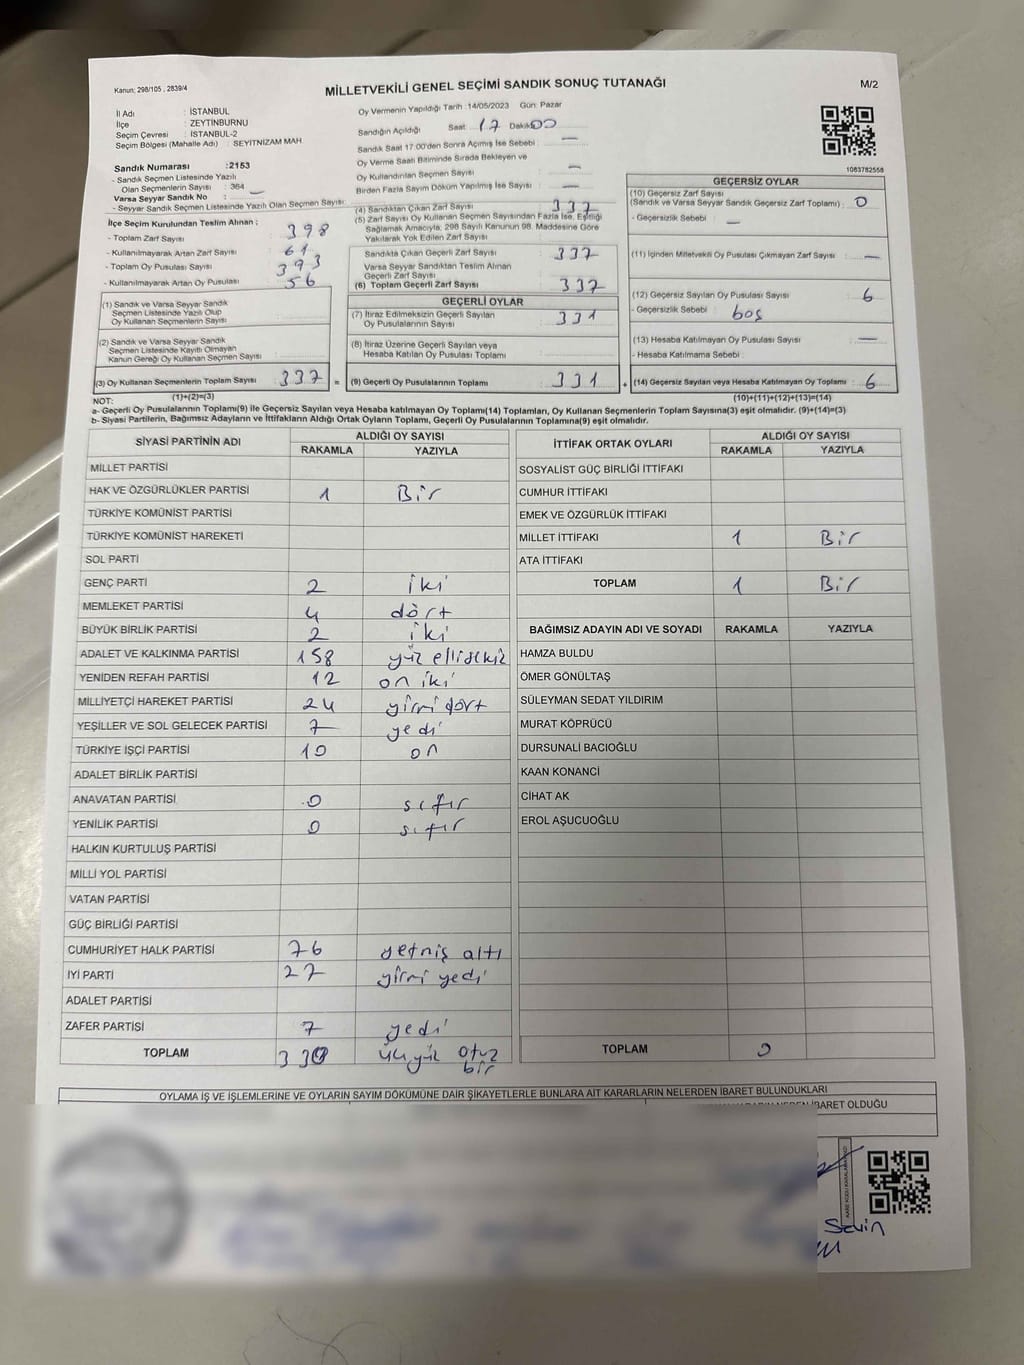 Kanun: 298/105 , 2839/4
MİLLETVEKİLİ GENEL SEÇİMİ SANDIK SONUÇ TUTANAĞI
M/2
İl Adı : İSTANBUL
İlçe : ZEYTİNBURNU
Seçim Çevresi : İSTANBUL-2
Seçim Bölgesi (Mahalle Adı) : SEYİTNİZAM MAH.
Sandık Numarası :2153
- Sandık Seçmen Listesinde Yazılı
Olan Seçmenlerin Sayısı : 364
Varsa Seyyar Sandık No : —
- Seyyar Sandık Seçmen Listesinde Yazılı Olan Seçmen Sayısı:
İlçe Seçim Kurulundan Teslim Alınan :
- Toplam Zarf Sayısı 398
- Kullanılmayarak Artan Zarf Sayısı 61
- Toplam Oy Pusulası Sayısı 393
- Kullanılmayarak Artan Oy Pusulası 56
(1) Sandık ve Varsa Seyyar Sandık
Seçmen Listesinde Yazılı Olup
Oy Kullanan Seçmenlerin Sayısı
(2) Sandık ve Varsa Seyyar Sandık
Seçmen Listesinde Kayıtlı Olmayan
Kanun Gereği Oy Kullanan Seçmen Sayısı
(3) Oy Kullanan Seçmenlerin Toplam Sayısı 337 =
(1)+(2)=(3)
Oy Vermenin Yapıldığı Tarih :14/05/2023 Gün: Pazar
Sandığın Açıldığı Saat 17 Dakika 00
Sandık Saat 17:00'den Sonra Açılmış İse Sebebi : —
Oy Verme Saati Bitiminde Sırada Bekleyen ve
Oy Kullandırılan Seçmen Sayısı : —
Birden Fazla Sayım Döküm Yapılmış İse Sayısı : —
(4) Sandıktan Çıkan Zarf Sayısı 337
(5) Zarf Sayısı Oy Kullanan Seçmen Sayısından Fazla İse, Eşitliği
Sağlamak Amacıyla, 298 Sayılı Kanunun 98. Maddesine Göre
Yakılarak Yok Edilen Zarf Sayısı
Sandıkta Çıkan Geçerli Zarf Sayısı 337
Varsa Seyyar Sandıktan Teslim Alınan
Geçerli Zarf Sayısı
(6) Toplam Geçerli Zarf Sayısı 337
GEÇERLİ OYLAR
(7) İtiraz Edilmeksizin Geçerli Sayılan
Oy Pusulalarının Sayısı 331
(8) İtiraz Üzerine Geçerli Sayılan veya
Hesaba Katılan Oy Pusulası Toplamı
(9) Geçerli Oy Pusulalarının Toplamı 331 +
1083782558
GEÇERSİZ OYLAR
(10) Geçersiz Zarf Sayısı
(Sandık ve Varsa Seyyar Sandık Geçersiz Zarf Toplamı) : 0
- Geçersizlik Sebebi : —
(11) İçinden Milletvekili Oy Pusulası Çıkmayan Zarf Sayısı : —
(12) Geçersiz Sayılan Oy Pusulası Sayısı : 6
- Geçersizlik Sebebi : boş
(13) Hesaba Katılmayan Oy Pusulası Sayısı : —
- Hesaba Katılmama Sebebi :
(14) Geçersiz Sayılan veya Hesaba Katılmayan Oy Toplamı : 6
(10)+(11)+(12)+(13)=(14)
NOT:
a- Geçerli Oy Pusulalarının Toplamı(9) ile Geçersiz Sayılan veya Hesaba katılmayan Oy Toplamı(14) Toplamları, Oy Kullanan Seçmenlerin Toplam Sayısına(3) eşit olmalıdır. (9)+(14)=(3)
b- Siyasi Partilerin, Bağımsız Adayların ve İttifakların Aldığı Ortak Oyların Toplamı, Geçerli Oy Pusulalarının Toplamına(9) eşit olmalıdır.
SİYASİ PARTİNİN ADI ALDIĞI OY SAYISI
RAKAMLA YAZIYLA
MİLLET PARTİSİ
HAK VE ÖZGÜRLÜKLER PARTİSİ 1 Bir
TÜRKİYE KOMÜNİST PARTİSİ
TÜRKİYE KOMÜNİST HAREKETİ
SOL PARTİ
GENÇ PARTİ 2 iki
MEMLEKET PARTİSİ 4 dört
BÜYÜK BİRLİK PARTİSİ 2 iki
ADALET VE KALKINMA PARTİSİ 158 yüz ellisekiz
YENİDEN REFAH PARTİSİ 12 on iki
MİLLİYETÇİ HAREKET PARTİSİ 24 yirmi dört
YEŞİLLER VE SOL GELECEK PARTİSİ 7 yedi
TÜRKİYE İŞÇİ PARTİSİ 10 on
ADALET BİRLİK PARTİSİ
ANAVATAN PARTİSİ 0 sıfır
YENİLİK PARTİSİ 0 sıfır
HALKIN KURTULUŞ PARTİSİ
MİLLİ YOL PARTİSİ
VATAN PARTİSİ
GÜÇ BİRLİĞİ PARTİSİ
CUMHURİYET HALK PARTİSİ 76 yetmiş altı
İYİ PARTİ 27 yirmi yedi
ADALET PARTİSİ
ZAFER PARTİSİ 7 yedi
TOPLAM 330 üçyüz otuz
bir
İTTİFAK ORTAK OYLARI ALDIĞI OY SAYISI
RAKAMLA YAZIYLA
SOSYALİST GÜÇ BİRLİĞİ İTTİFAKI
CUMHUR İTTİFAKI
EMEK VE ÖZGÜRLÜK İTTİFAKI
MİLLET İTTİFAKI 1 Bir
ATA İTTİFAKI
TOPLAM 1 Bir
BAĞIMSIZ ADAYIN ADI VE SOYADI RAKAMLA YAZIYLA
HAMZA BULDU
ÖMER GÖNÜLTAŞ
SÜLEYMAN SEDAT YILDIRIM
MURAT KÖPRÜCÜ
DURSUNALİ BACIOĞLU
KAAN KONANCİ
CİHAT AK
EROL AŞUCUOĞLU
TOPLAM 0
OYLAMA İŞ VE İŞLEMLERİNE VE OYLARIN SAYIM DÖKÜMÜNE DAİR ŞİKAYETLERLE BUNLARA AİT KARARLARIN NELERDEN İBARET BULUNDUKLARI
İBARET OLDUĞU